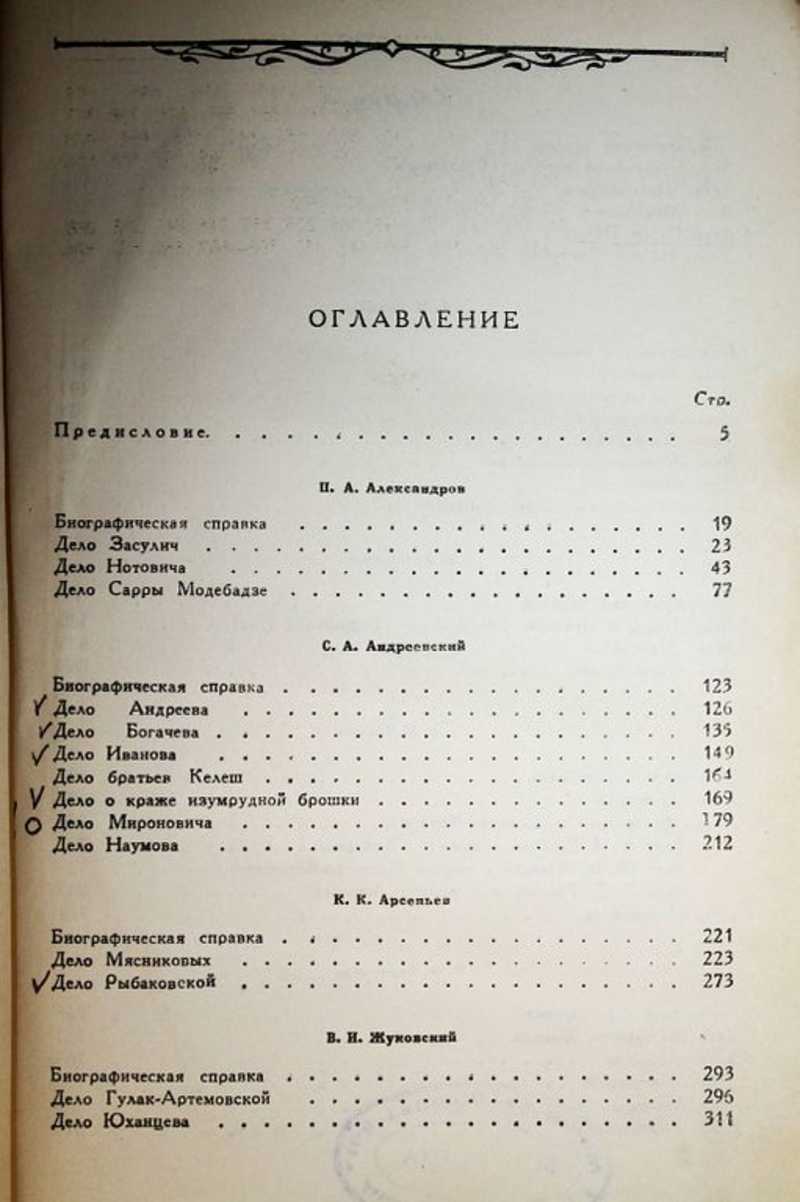 ОГЛАВЛЕНИЕ
Стр.
Предисловие. . . . . . . . . . . . . . . . . . . . . . 5
П. А. Александров
Биографическая справка . . . . . . . . . . . . . . . . . . 19
Дело Засулич . . . . . . . . . . . . . . . . . . . . . . 23
Дело Нотовича . . . . . . . . . . . . . . . . . . . . . 43
Дело Сарры Модебадзе . . . . . . . . . . . . . . . . . . 77
С. А. Андреевский
Биографическая справка . . . . . . . . . . . . . . . . . . 123
Дело Андреева . . . . . . . . . . . . . . . . . . . . 126
Дело Богачева . . . . . . . . . . . . . . . . . . . . . 135
Дело Иванова . . . . . . . . . . . . . . . . . . . . . 149
Дело братьев Келеш . . . . . . . . . . . . . . . . . . . 164
Дело о краже изумрудной брошки . . . . . . . . . . . . . . 169
Дело Мироновича . . . . . . . . . . . . . . . . . . . . 179
Дело Наумова . . . . . . . . . . . . . . . . . . . . . 212
К. К. Арсеньев
Биографическая справка . . . . . . . . . . . . . . . . . . 221
Дело Мясниковых . . . . . . . . . . . . . . . . . . . . 223
Дело Рыбаковской . . . . . . . . . . . . . . . . . . . . 273
В. И. Жуковский
Биографическая справка . . . . . . . . . . . . . . . . . . 293
Дело Гулак-Артемовской . . . . . . . . . . . . . . . . . 296
Дело Юханцева . . . . . . . . . . . . . . . . . . . . . 311